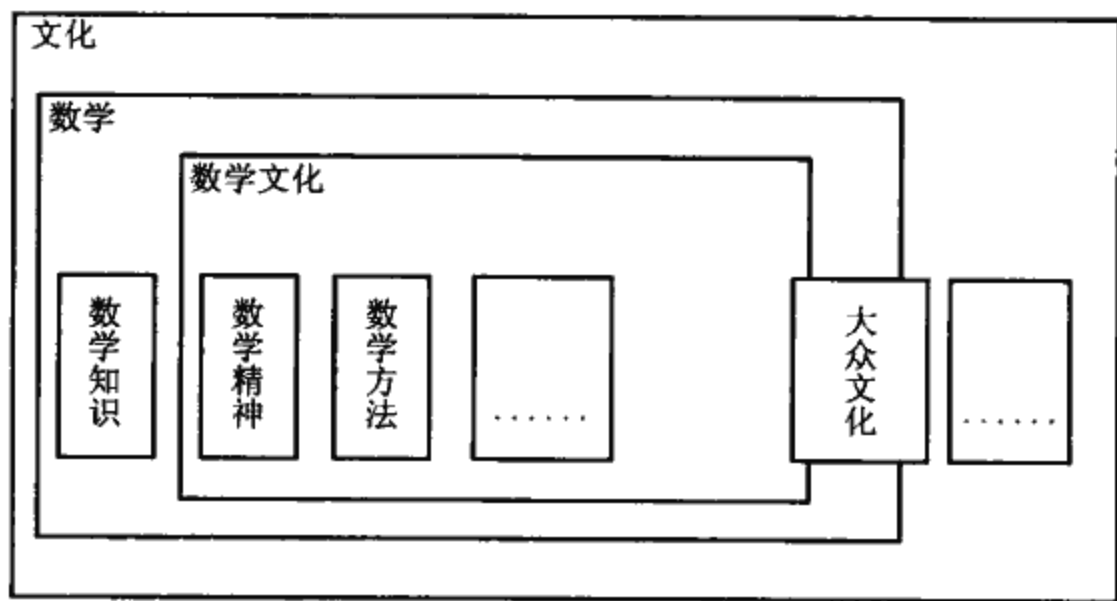 文化
数学
数学文化
数学知识
数学精神
数学方法
......
大众文化
......